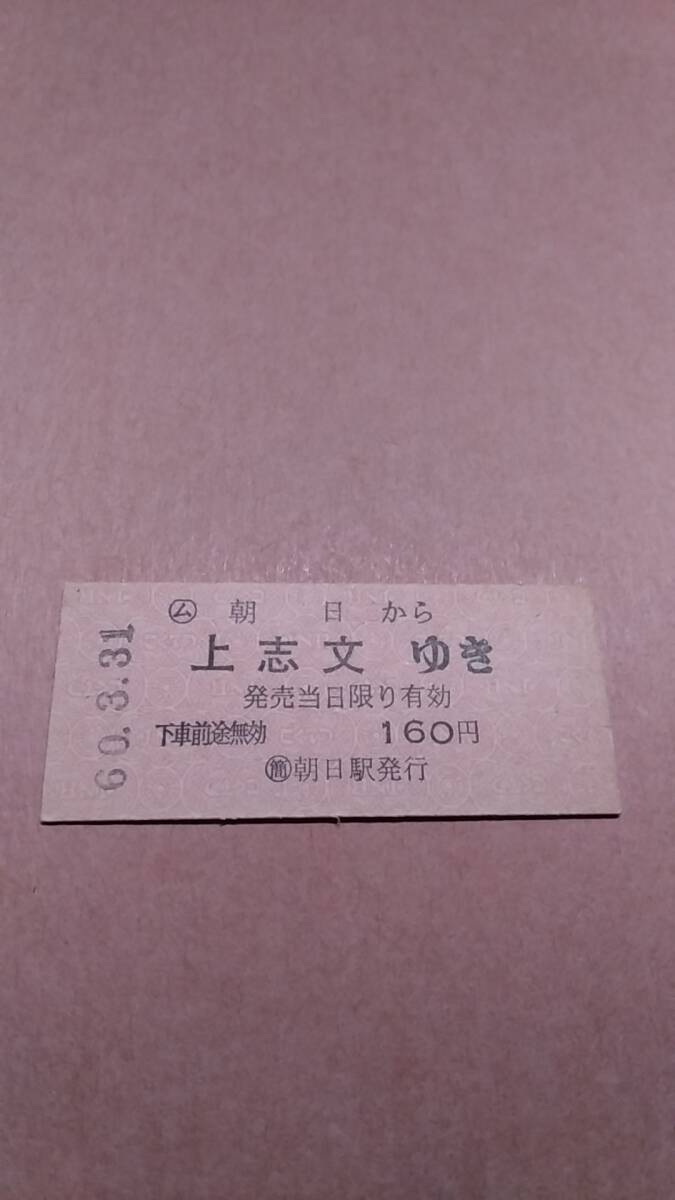 60.3.31
㋰ 朝 日 から
上志文 ゆき
発売当日限り有効
下車前途無効 160円
㊢朝日駅発行